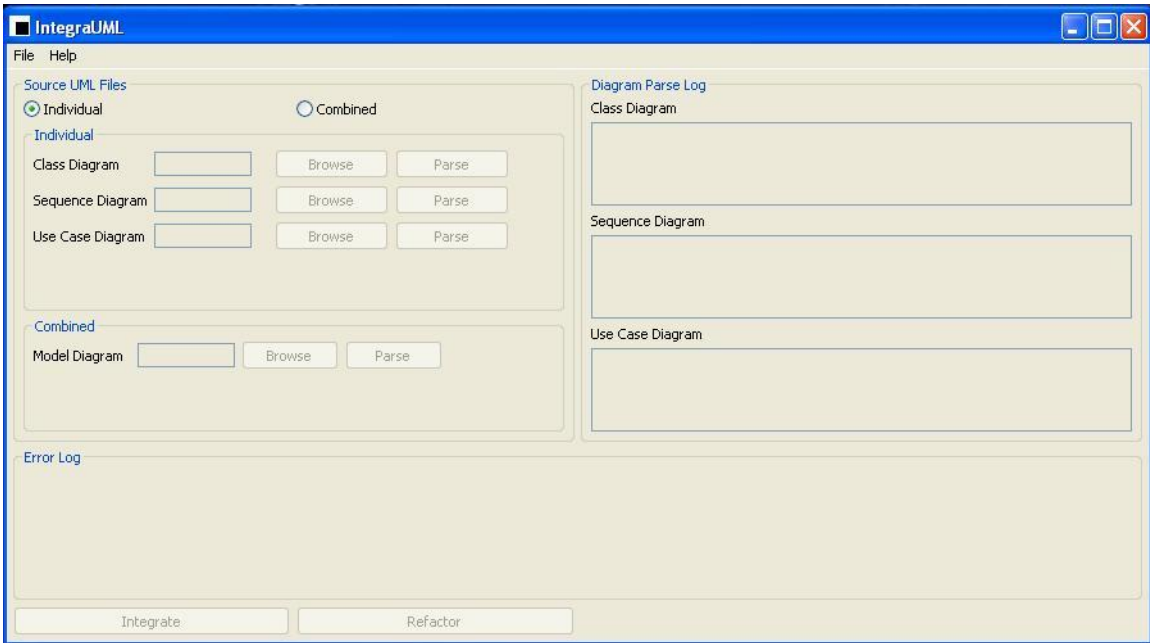 IntegraUML
File Help
Source UML Files
Individual Combined
Individual
Class Diagram Browse Parse
Sequence Diagram Browse Parse
Use Case Diagram Browse Parse
Combined
Model Diagram Browse Parse
Diagram Parse Log
Class Diagram
Sequence Diagram
Use Case Diagram
Error Log
Integrate Refactor